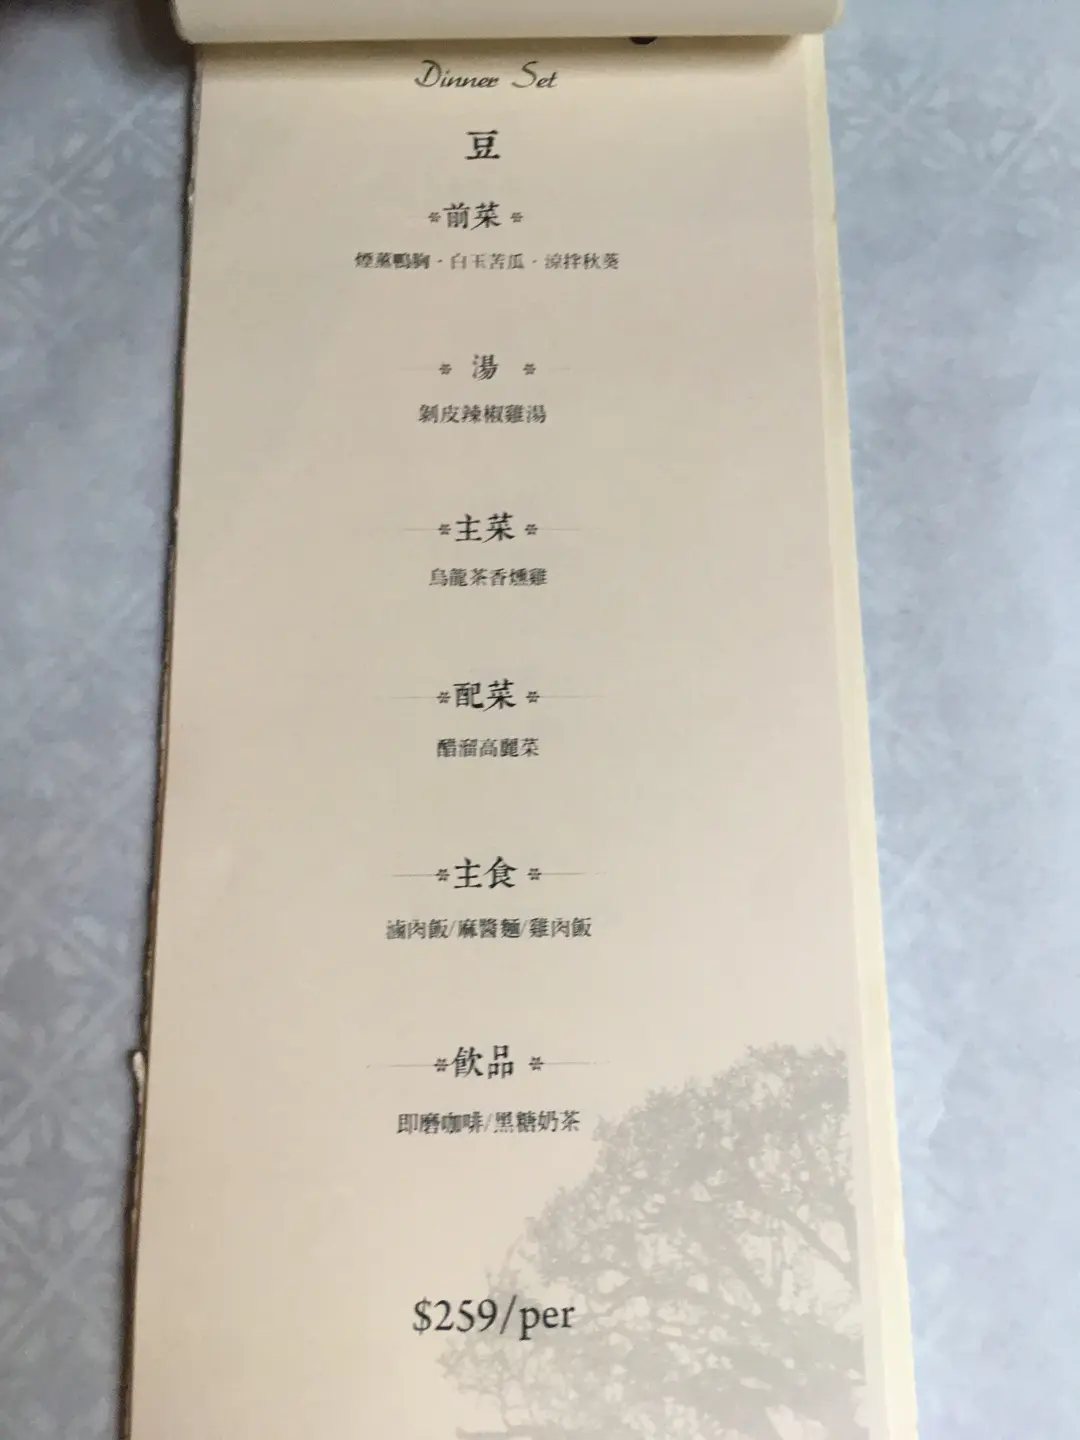 Dinner Set
豆
*前菜*
煙薰鴨胸·白玉苦瓜·涼拌秋葵
* 湯 *
剝皮辣椒雞湯
*主菜*
烏龍茶香燻雞
*配菜*
醋溜高麗菜
*主食*
滷肉飯/麻醬麵/雞肉飯
*飲品*
即磨咖啡/黑糖奶茶
$259/per